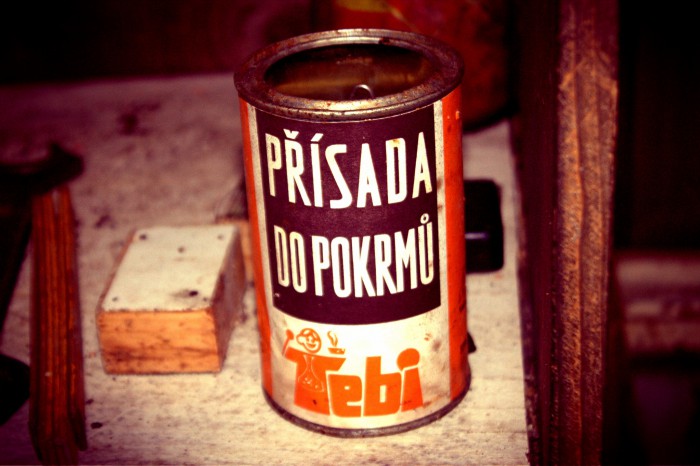 PŘÍSADA
DO POKRMŮ
Tebi